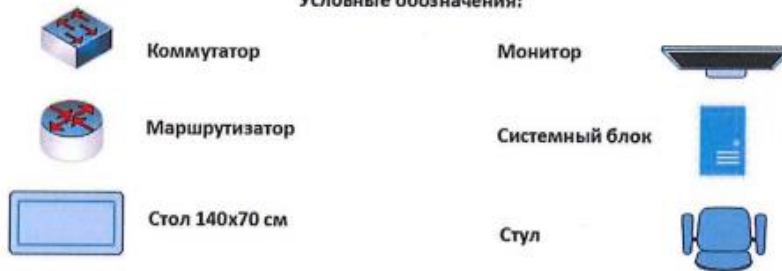 Условные обозначения:
Коммутатор
Монитор
Маршрутизатор
Системный блок
Стол 140х70 см
Стул